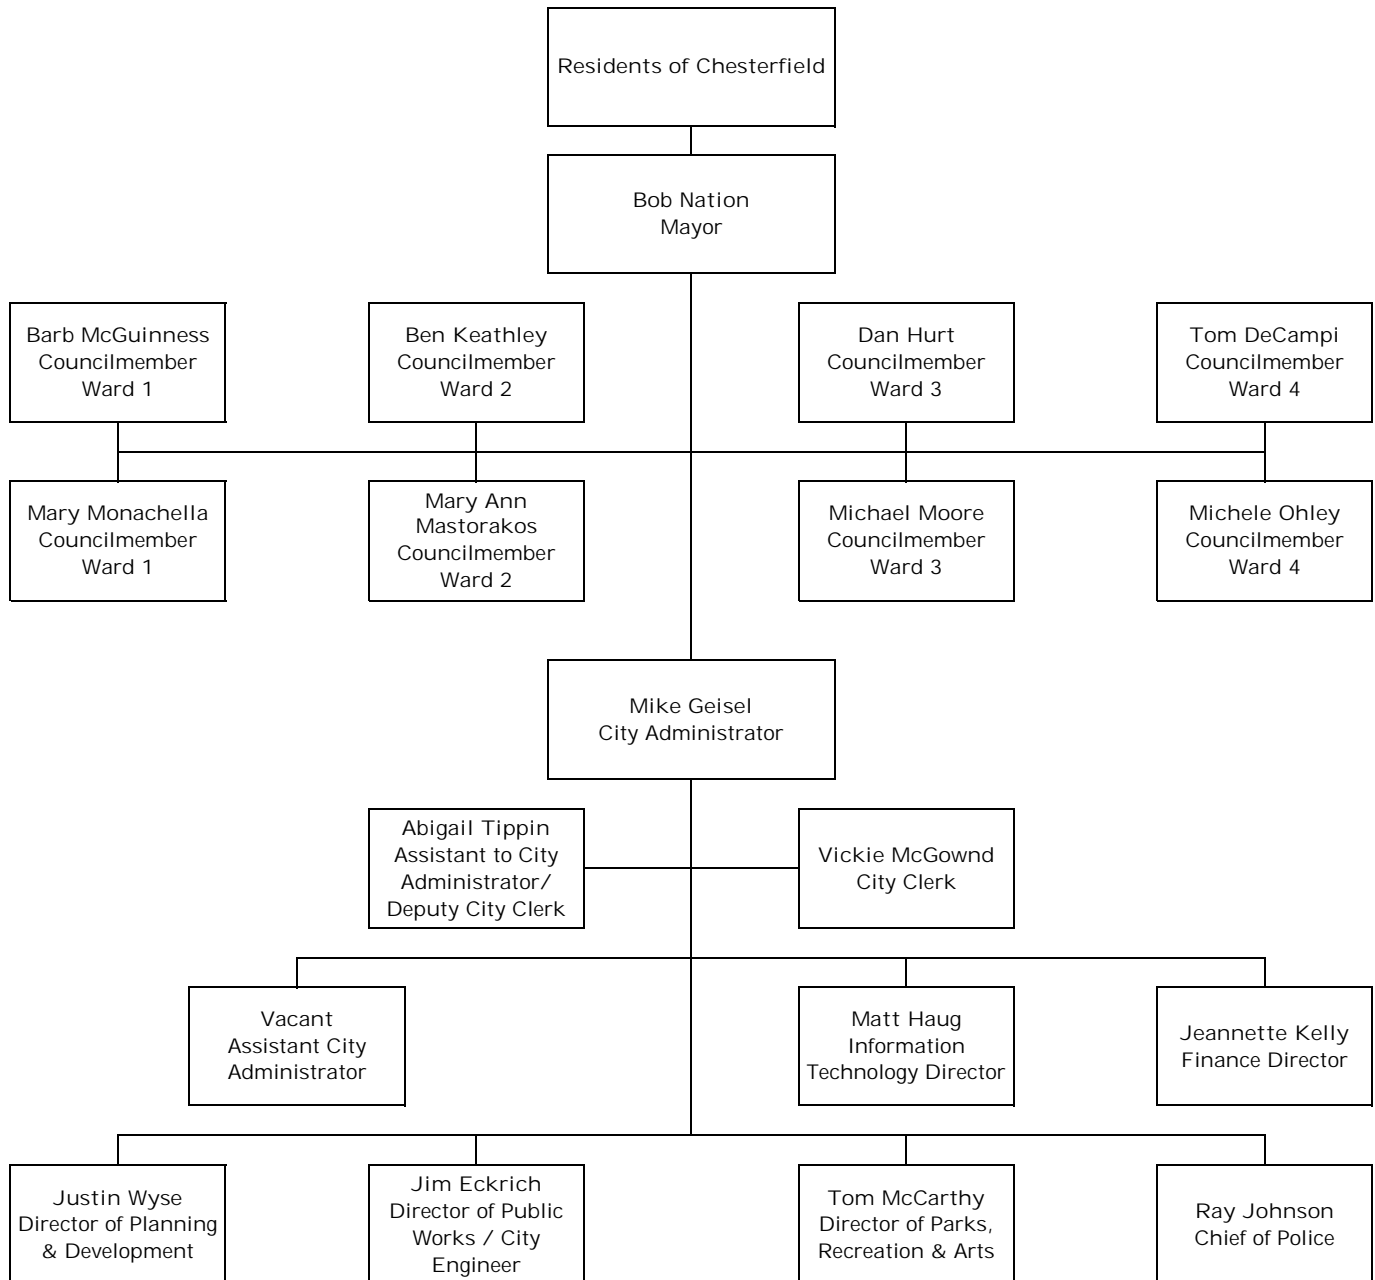 Residents of Chesterfield
Bob Nation
Mayor
Barb McGuinness
Councilmember
Ward 1
Ben Keathley
Councilmember
Ward 2
Dan Hurt
Councilmember
Ward 3
Tom DeCampi
Councilmember
Ward 4
Mary Monachella
Councilmember
Ward 1
Mary Ann
Mastorakos
Councilmember
Ward 2
Michael Moore
Councilmember
Ward 3
Michele Ohley
Councilmember
Ward 4
Mike Geisel
City Administrator
Abigail Tippin
Assistant to City
Administrator/
Deputy City Clerk
Vickie McGownd
City Clerk
Vacant
Assistant City
Administrator
Matt Haug
Information
Technology Director
Jeannette Kelly
Finance Director
Justin Wyse
Director of Planning
& Development
Jim Eckrich
Director of Public
Works / City
Engineer
Tom McCarthy
Director of Parks,
Recreation & Arts
Ray Johnson
Chief of Police